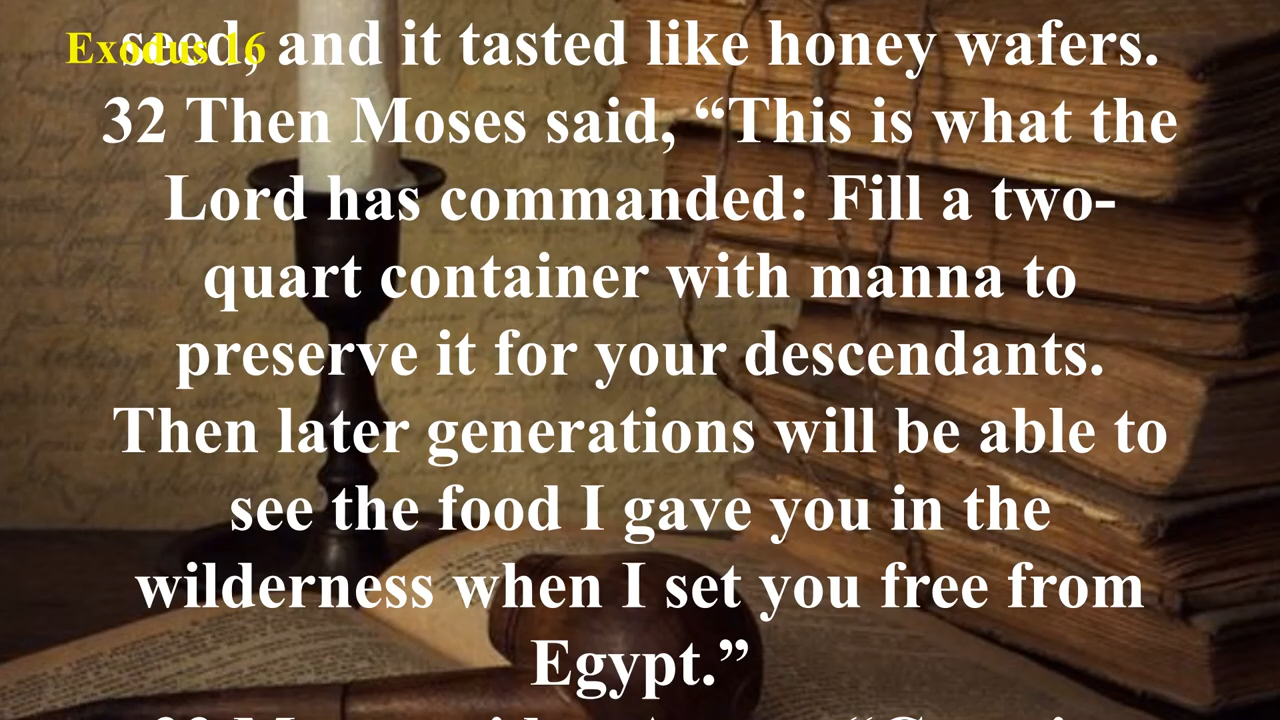 Exodus 16
seed, and it tasted like honey wafers.
32 Then Moses said, “This is what the
Lord has commanded: Fill a two-
quart container with manna to
preserve it for your descendants.
Then later generations will be able to
see the food I gave you in the
wilderness when I set you free from
Egypt.”